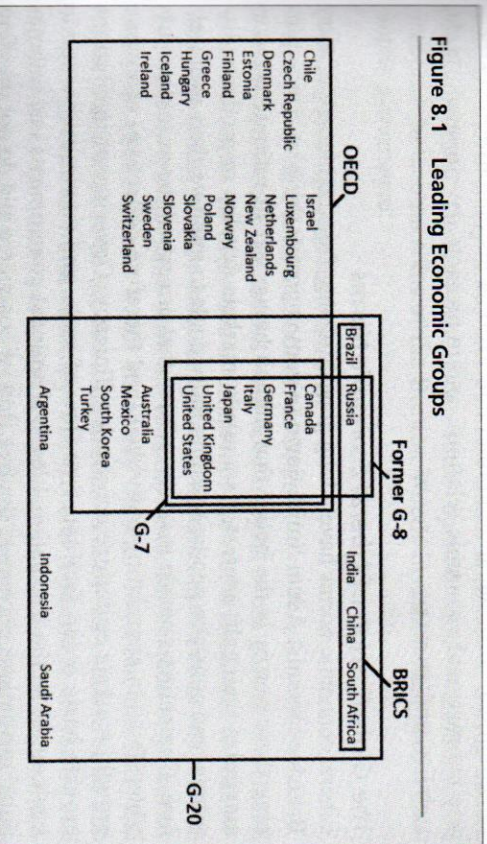 Figure 8.1 Leading Economic Groups
Former G-8
BRICS
OECD
Brazil Russia India China South Africa
Chile
Czech Republic
Denmark
Estonia
Finland
Greece
Hungary
Iceland
Ireland
Israel
Luxembourg
Netherlands
New Zealand
Norway
Poland
Slovakia
Slovenia
Sweden
Switzerland
Canada
France
Germany
Italy
Japan
United Kingdom
United States
G-7
Australia
Mexico
South Korea
Turkey
Argentina Indonesia Saudi Arabia
G-20